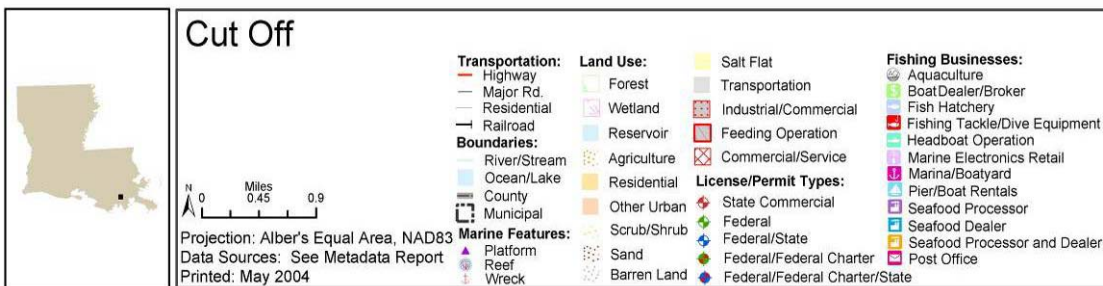 Cut Off
N
Miles
0 0.45 0.9
Projection: Alber's Equal Area, NAD83
Data Sources: See Metadata Report
Printed: May 2004
Transportation:
Highway
Major Rd.
Residential
Railroad
Boundaries:
River/Stream
Ocean/Lake
County
Municipal
Marine Features:
Platform
Reef
Wreck
Land Use:
Forest
Wetland
Reservoir
Agriculture
Residential
Other Urban
Scrub/Shrub
Sand
Barren Land
Salt Flat
Transportation
Industrial/Commercial
Feeding Operation
Commercial/Service
License/Permit Types:
State Commercial
Federal
Federal/State
Federal/Federal Charter
Federal/Federal Charter/State
Fishing Businesses:
Aquaculture
BoatDealer/Broker
Fish Hatchery
Fishing Tackle/Dive Equipment
Headboat Operation
Marine Electronics Retail
Marina/Boatyard
Pier/Boat Rentals
Seafood Processor
Seafood Dealer
Seafood Processor and Dealer
Post Office